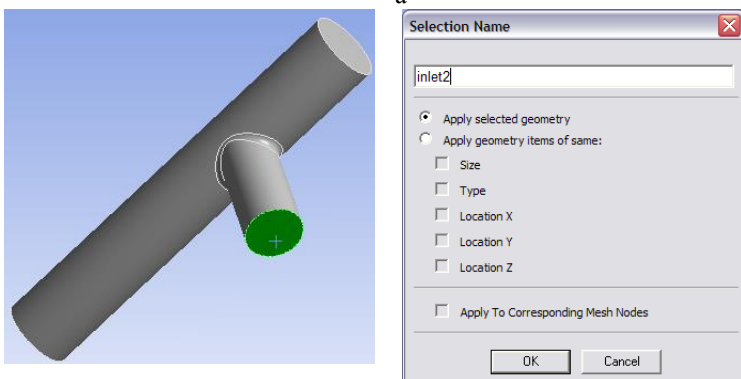 a
Selection Name
inlet2
Apply selected geometry
Apply geometry items of same:
Size
Type
Location X
Location Y
Location Z
Apply To Corresponding Mesh Nodes
OK
Cancel